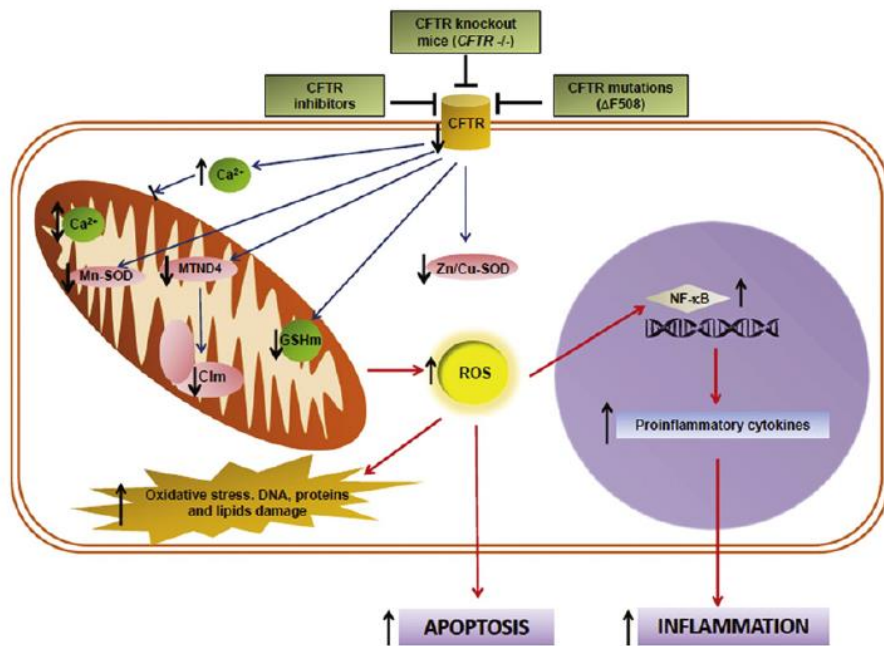 CFTR knockout
mice (CFTR -/-)
CFTR
inhibitors
CFTR mutations
(ΔF508)
CFTR
Ca²⁺
Ca²⁺
Mn-SOD
MTND4
Zn/Cu-SOD
NF-κB
GSHm
CIm
ROS
Proinflammatory cytokines
Oxidative stress. DNA, proteins
and lipids damage
APOPTOSIS
INFLAMMATION